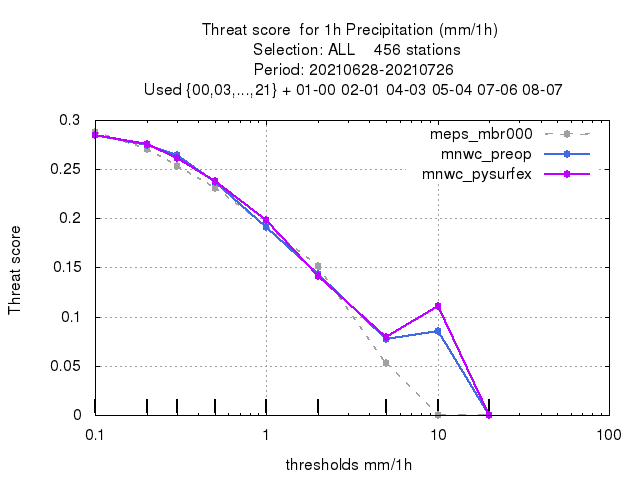 Threat score  for 1h Precipitation (mm/1h)
Selection: ALL    456 stations
Period: 20210628-20210726
Used {00,03,...,21} + 01-00 02-01 04-03 05-04 07-06 08-07
0.3
0.25
0.2
0.15
0.1
0.05
0
Threat score
meps_mbr000
mnwc_preop
mnwc_pysurfex
0.1 1 10 100
thresholds mm/1h